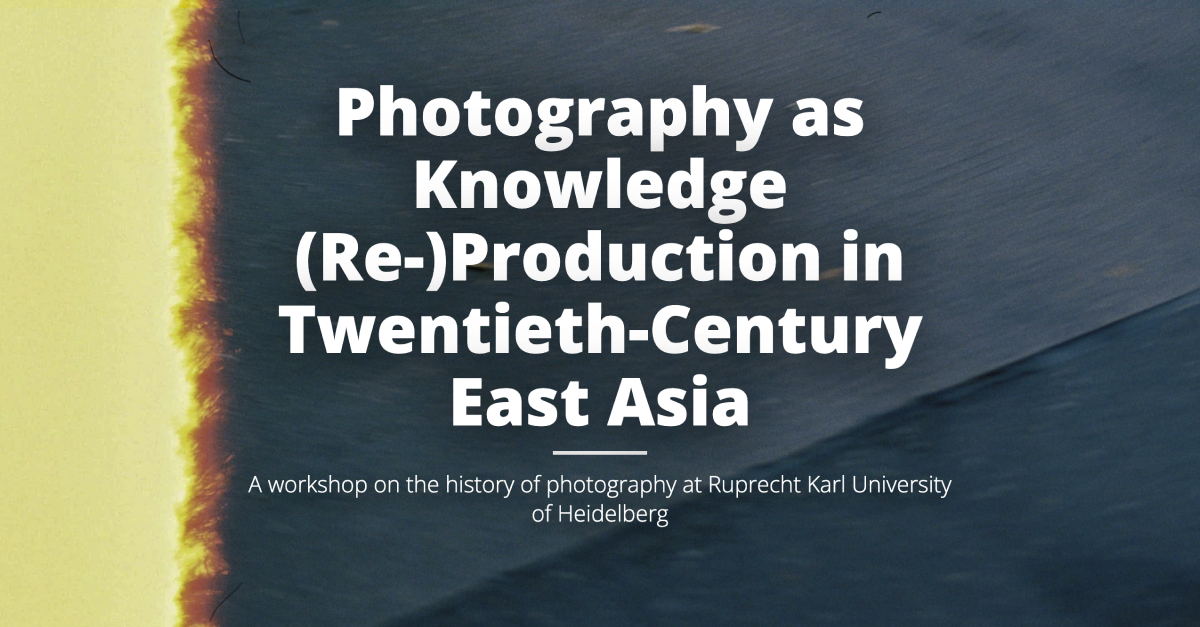 Photography as
Knowledge
(Re-)Production in
Twentieth-Century
East Asia
A workshop on the history of photography at Ruprecht Karl University
of Heidelberg